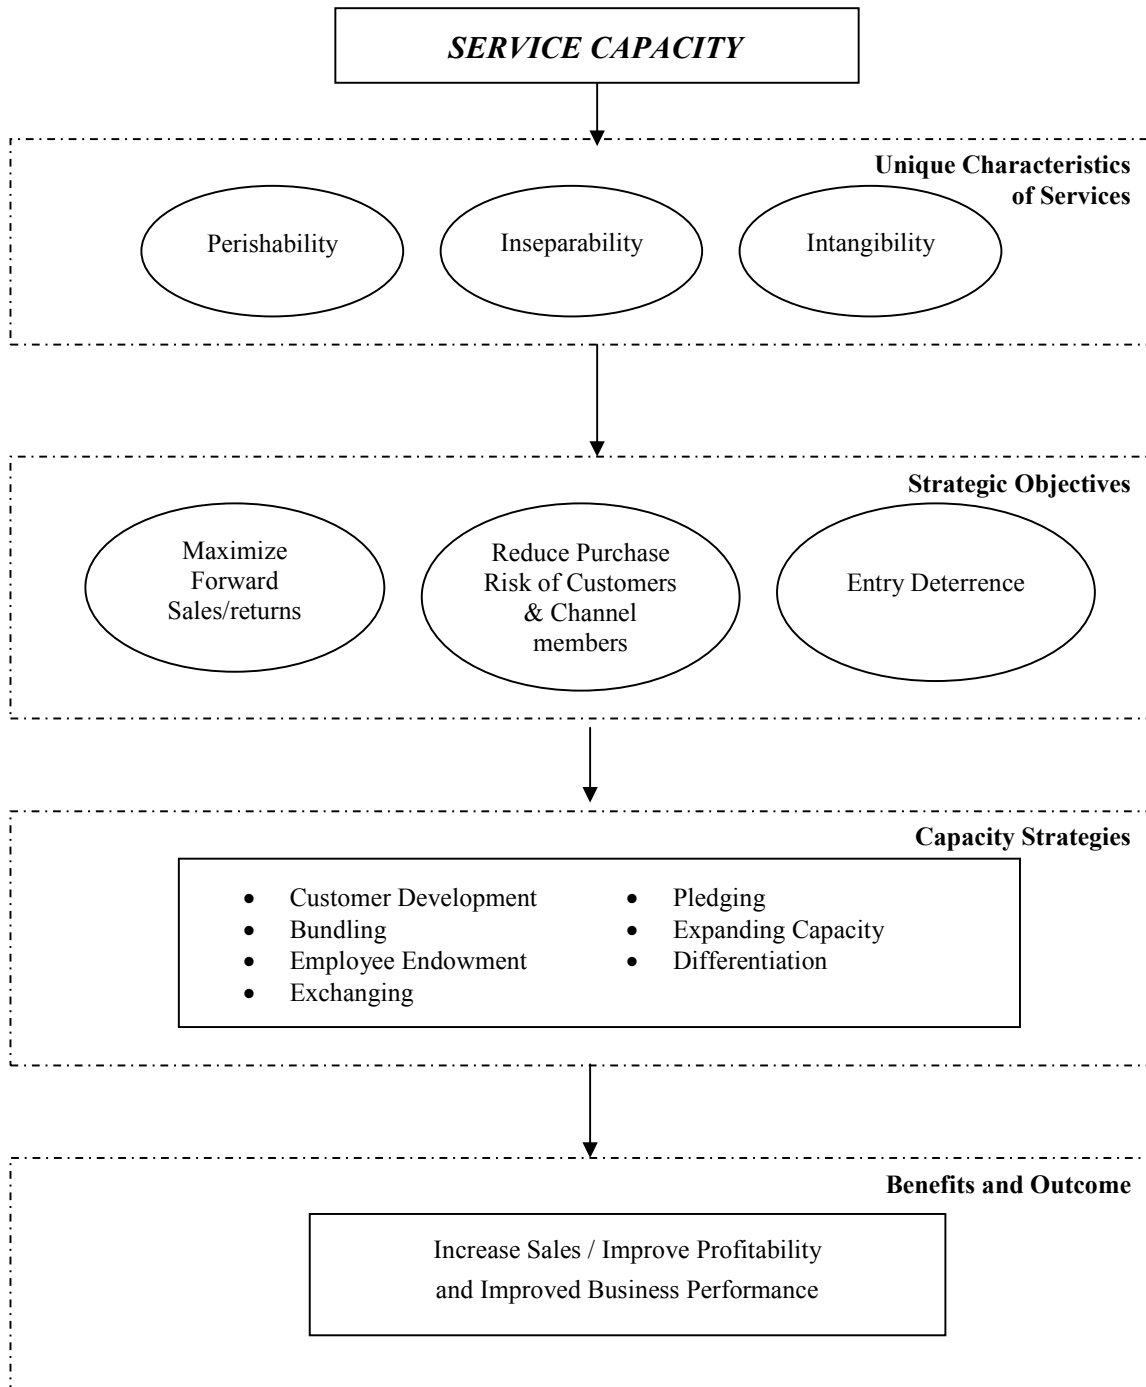 SERVICE CAPACITY
Unique Characteristics
of Services
Perishability
Inseparability
Intangibility
Strategic Objectives
Maximize
Forward
Sales/returns
Reduce Purchase
Risk of Customers
& Channel
members
Entry Deterrence
Capacity Strategies
• Customer Development
• Bundling
• Employee Endowment
• Exchanging
• Pledging
• Expanding Capacity
• Differentiation
Benefits and Outcome
Increase Sales / Improve Profitability
and Improved Business Performance